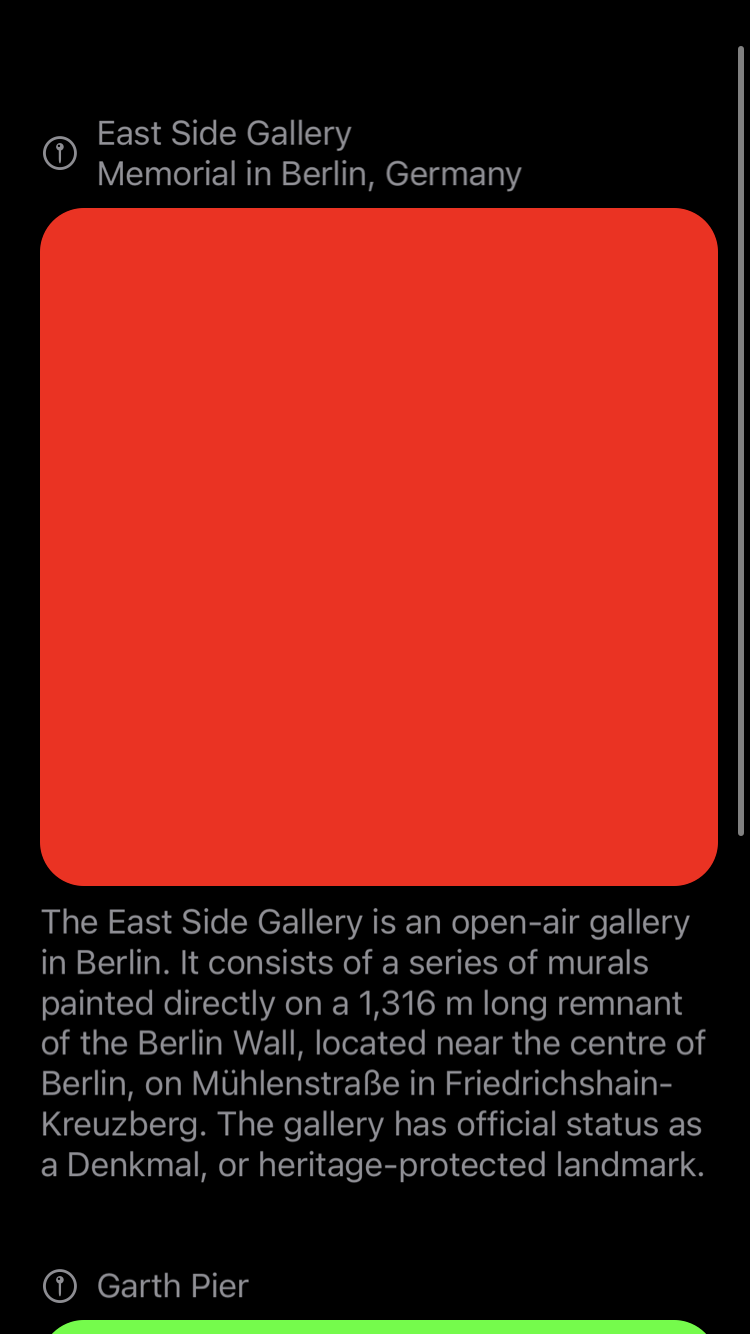 East Side Gallery
Memorial in Berlin, Germany
The East Side Gallery is an open-air gallery
in Berlin. It consists of a series of murals
painted directly on a 1,316 m long remnant
of the Berlin Wall, located near the centre of
Berlin, on Mühlenstraße in Friedrichshain-
Kreuzberg. The gallery has official status as
a Denkmal, or heritage-protected landmark.
Garth Pier